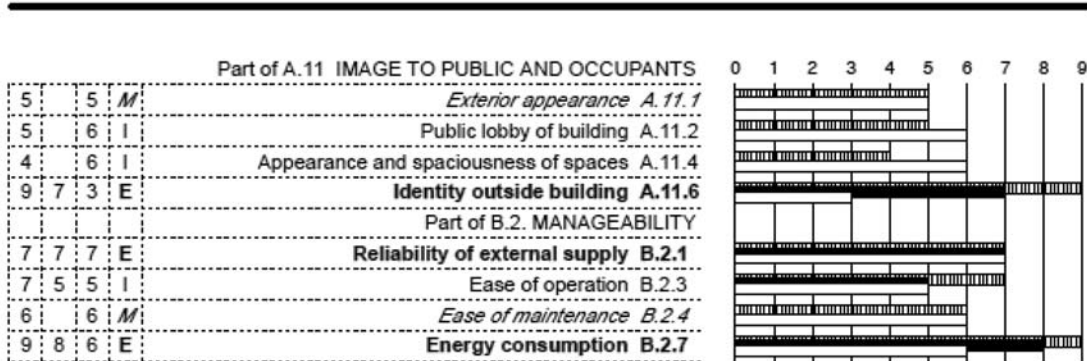 Part of A.11 IMAGE TO PUBLIC AND OCCUPANTS 0 1 2 3 4 5 6 7 8 9
5 5 M Exterior appearance A.11.1
5 6 I Public lobby of building A.11.2
4 6 I Appearance and spaciousness of spaces A.11.4
9 7 3 E Identity outside building A.11.6
Part of B.2. MANAGEABILITY
7 7 7 E Reliability of external supply B.2.1
7 5 5 I Ease of operation B.2.3
6 6 M Ease of maintenance B.2.4
9 8 6 E Energy consumption B.2.7